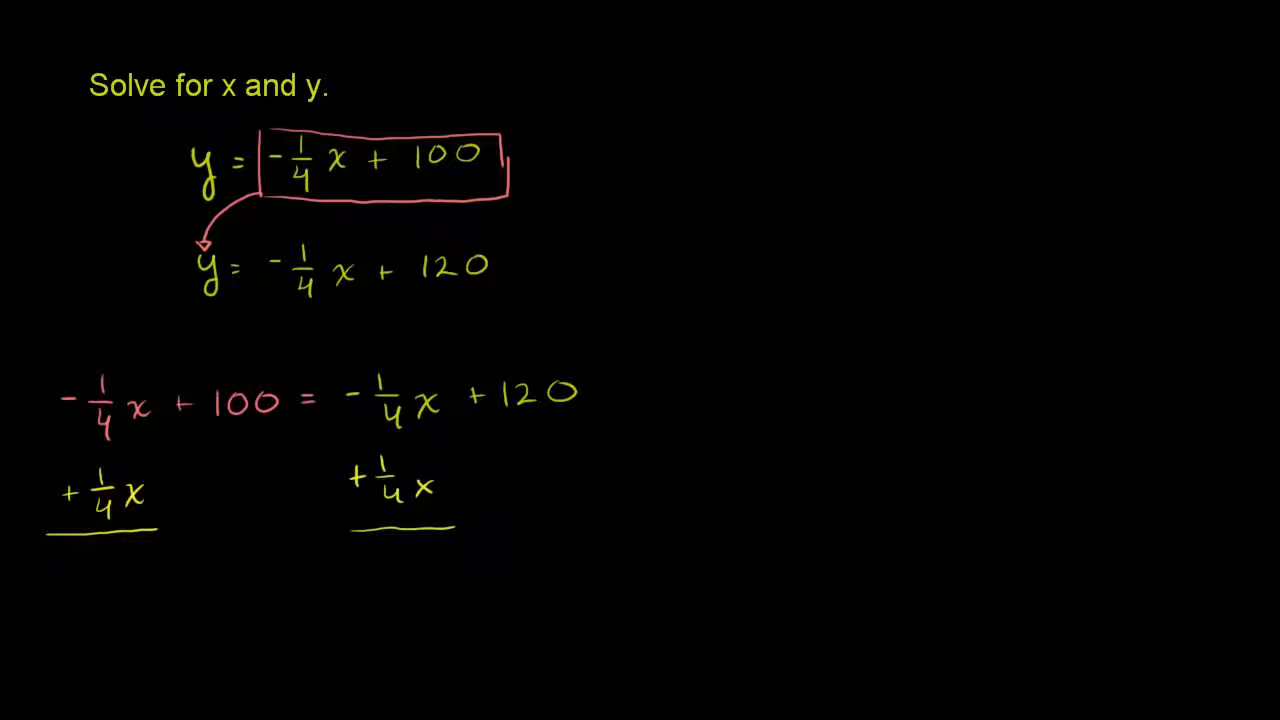 Solve for x and y.
y = -1/4 x + 100
y = -1/4 x + 120
-1/4 x + 100 = -1/4 x + 120
+1/4 x +1/4 x